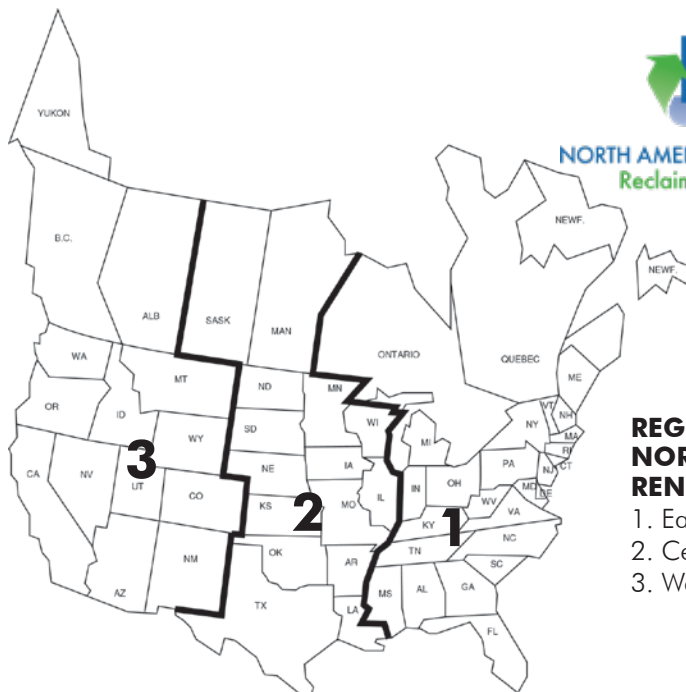 YUKON
NORTH AMER
Reclaim
NEWF.
NEWF.
B.C.
ALB
SASK
MAN
ONTARIO
QUEBEC
WA
MT
ND
MN
ME
OR
ID
WY
SD
WI
MI
NY
VT
NH
MA
RI
CT
CA
NV
3
UT
CO
NE
IA
IL
IN
OH
PA
NJ
MD
DE
KS
2
MO
KY
1
WV
VA
NC
TN
AZ
NM
OK
AR
SC
TX
LA
MS
AL
GA
FL
REG
NOR
REN
1. Ea
2. Ce
3. We